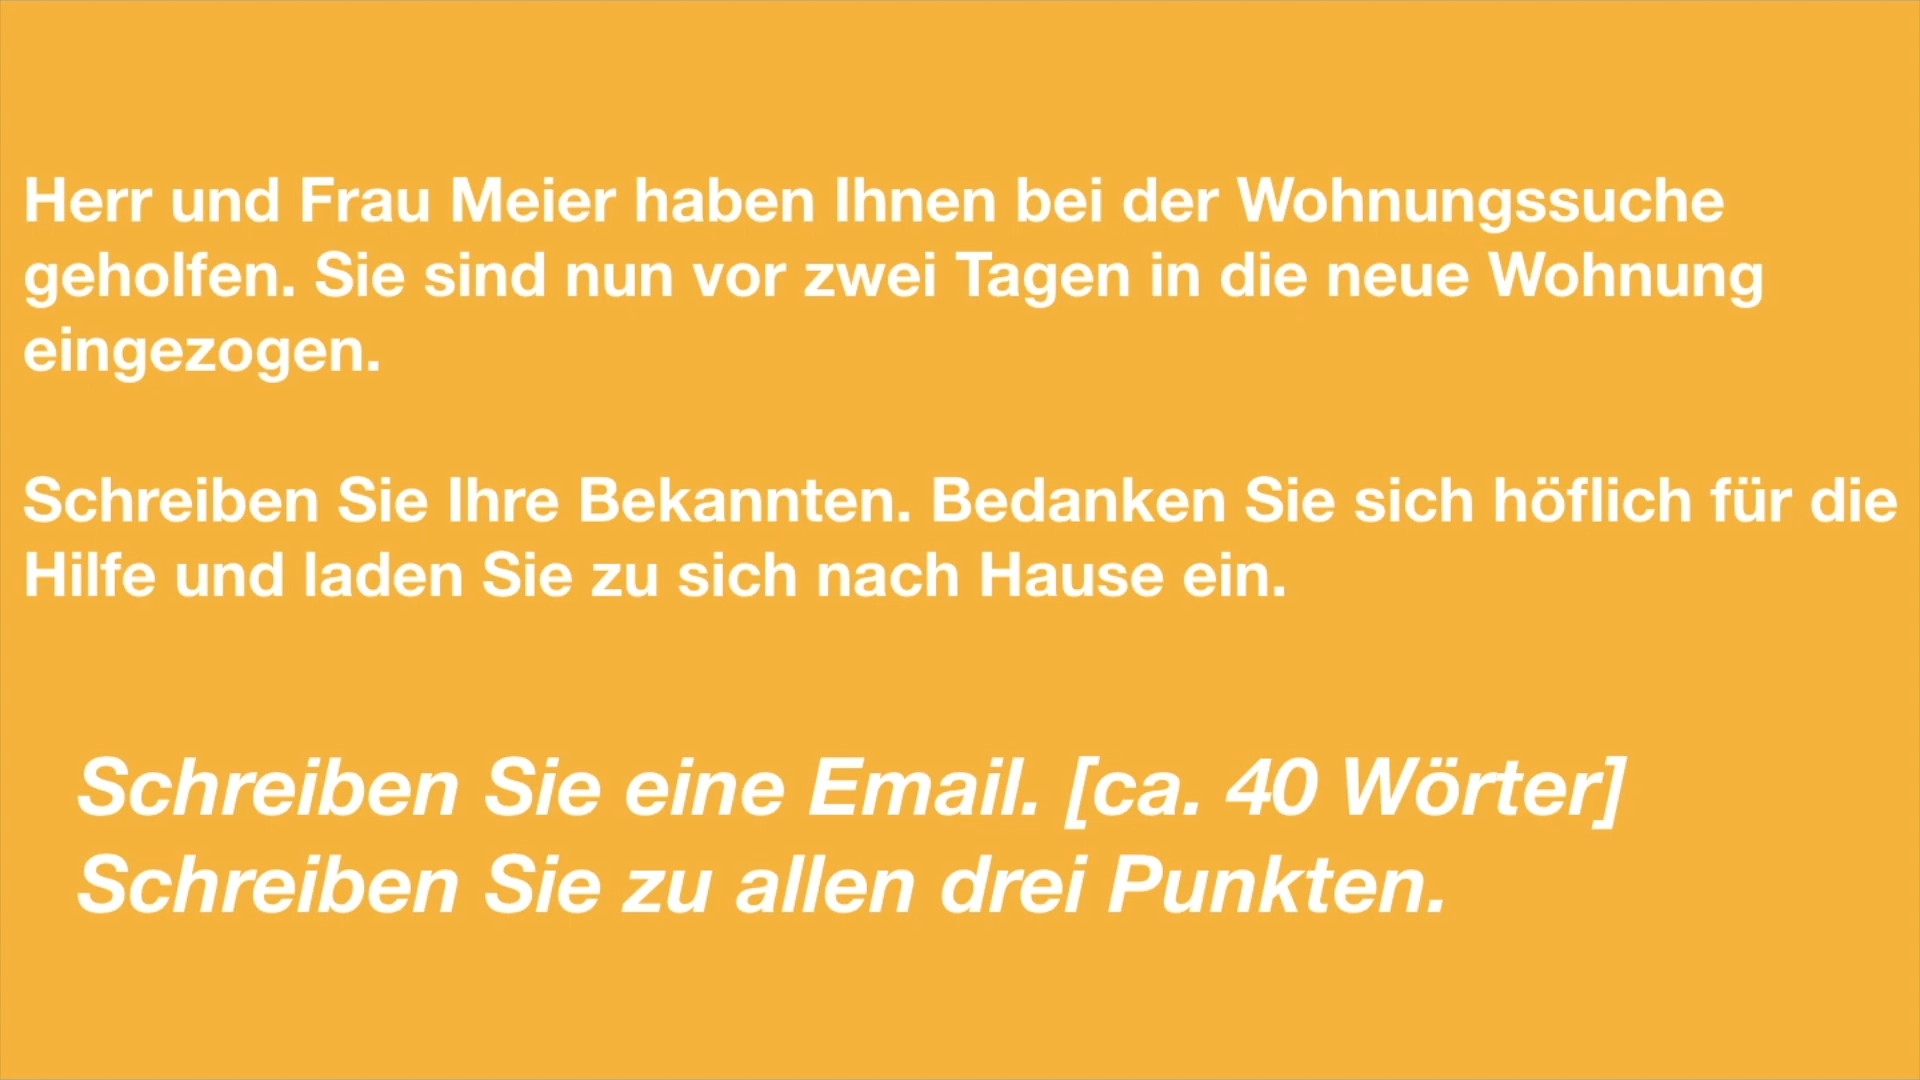 Herr und Frau Meier haben Ihnen bei der Wohnungssuche
geholfen. Sie sind nun vor zwei Tagen in die neue Wohnung
eingezogen.
Schreiben Sie Ihre Bekannten. Bedanken Sie sich höflich für die
Hilfe und laden Sie zu sich nach Hause ein.
Schreiben Sie eine Email. [ca. 40 Wörter]
Schreiben Sie zu allen drei Punkten.